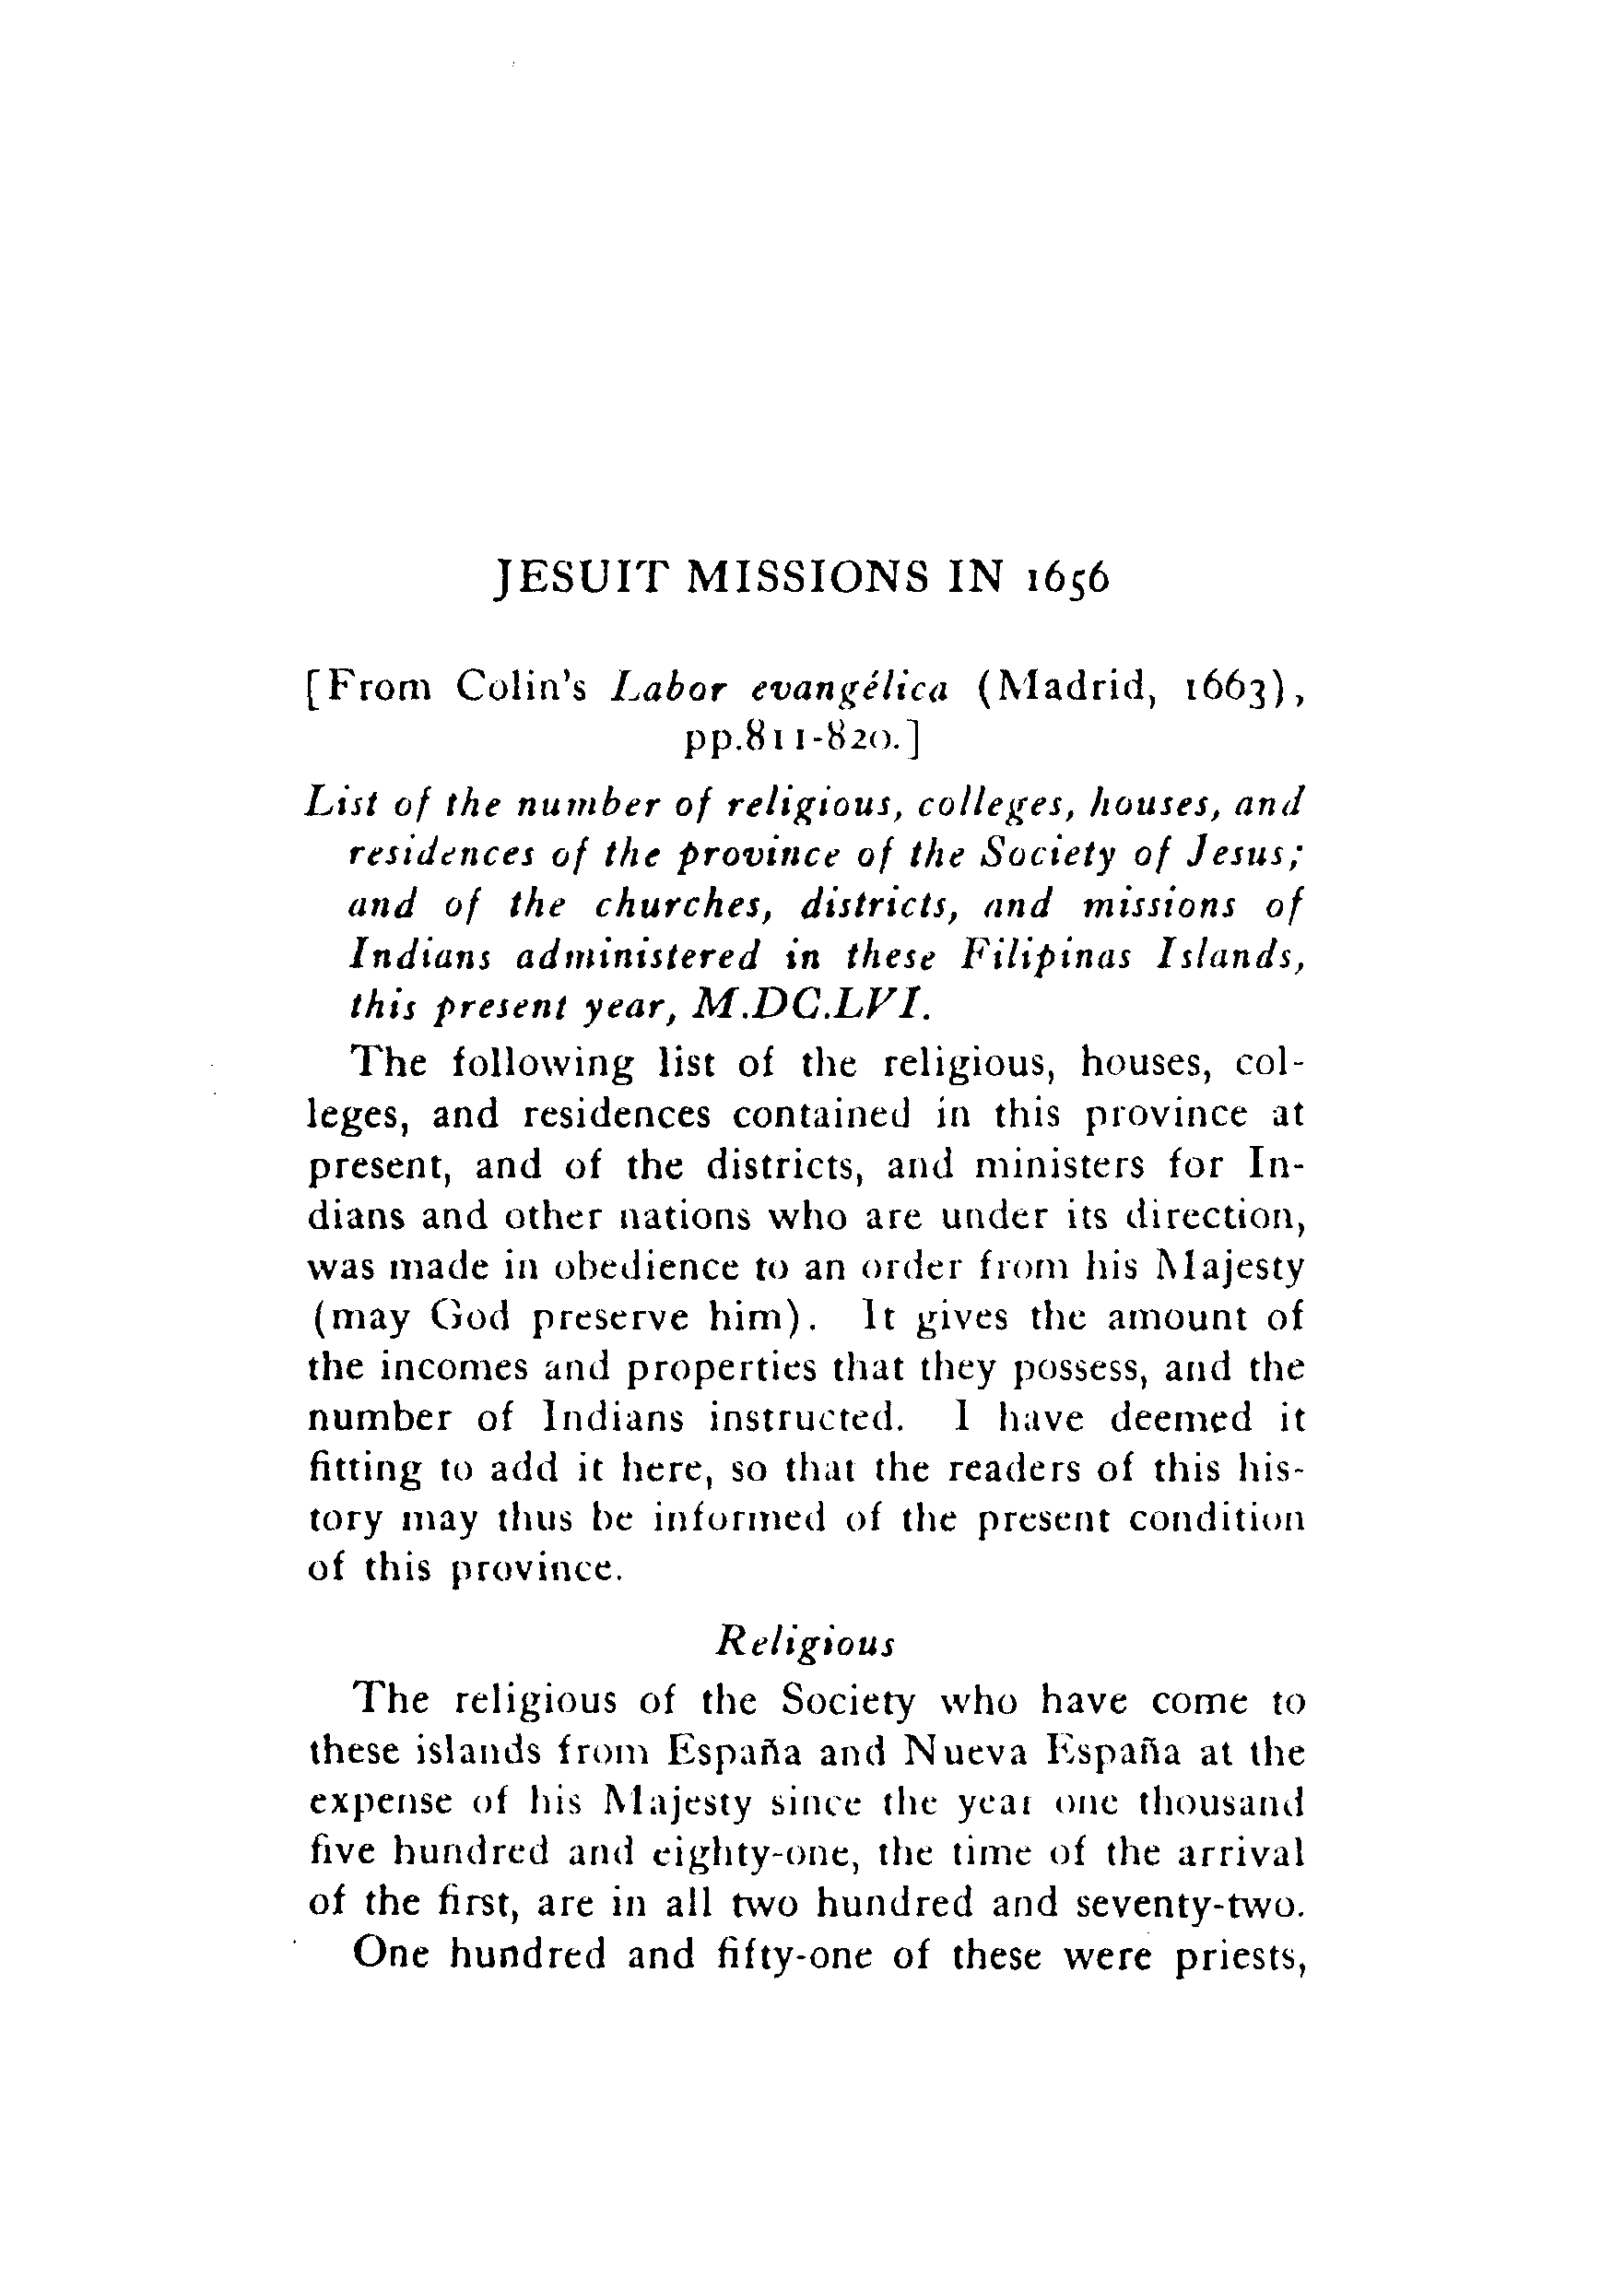 JESUIT MISSIONS IN 1656
[From Colin's Labor evangélica (Madrid, 1663),
pp.811-820.]
List of the number of religious, colleges, houses, and
residences of the province of the Society of Jesus;
and of the churches, districts, and missions of
Indians administered in these Filipinas Islands,
this present year, M.DC.LVI.
The following list of the religious, houses, col-
leges, and residences contained in this province at
present, and of the districts, and ministers for In-
dians and other nations who are under its direction,
was made in obedience to an order from his Majesty
(may God preserve him). It gives the amount of
the incomes and properties that they possess, and the
number of Indians instructed. I have deemed it
fitting to add it here, so that the readers of this his-
tory may thus be informed of the present condition
of this province.
Religious
The religious of the Society who have come to
these islands from España and Nueva España at the
expense of his Majesty since the year one thousand
five hundred and eighty-one, the time of the arrival
of the first, are in all two hundred and seventy-two.
One hundred and fifty-one of these were priests,